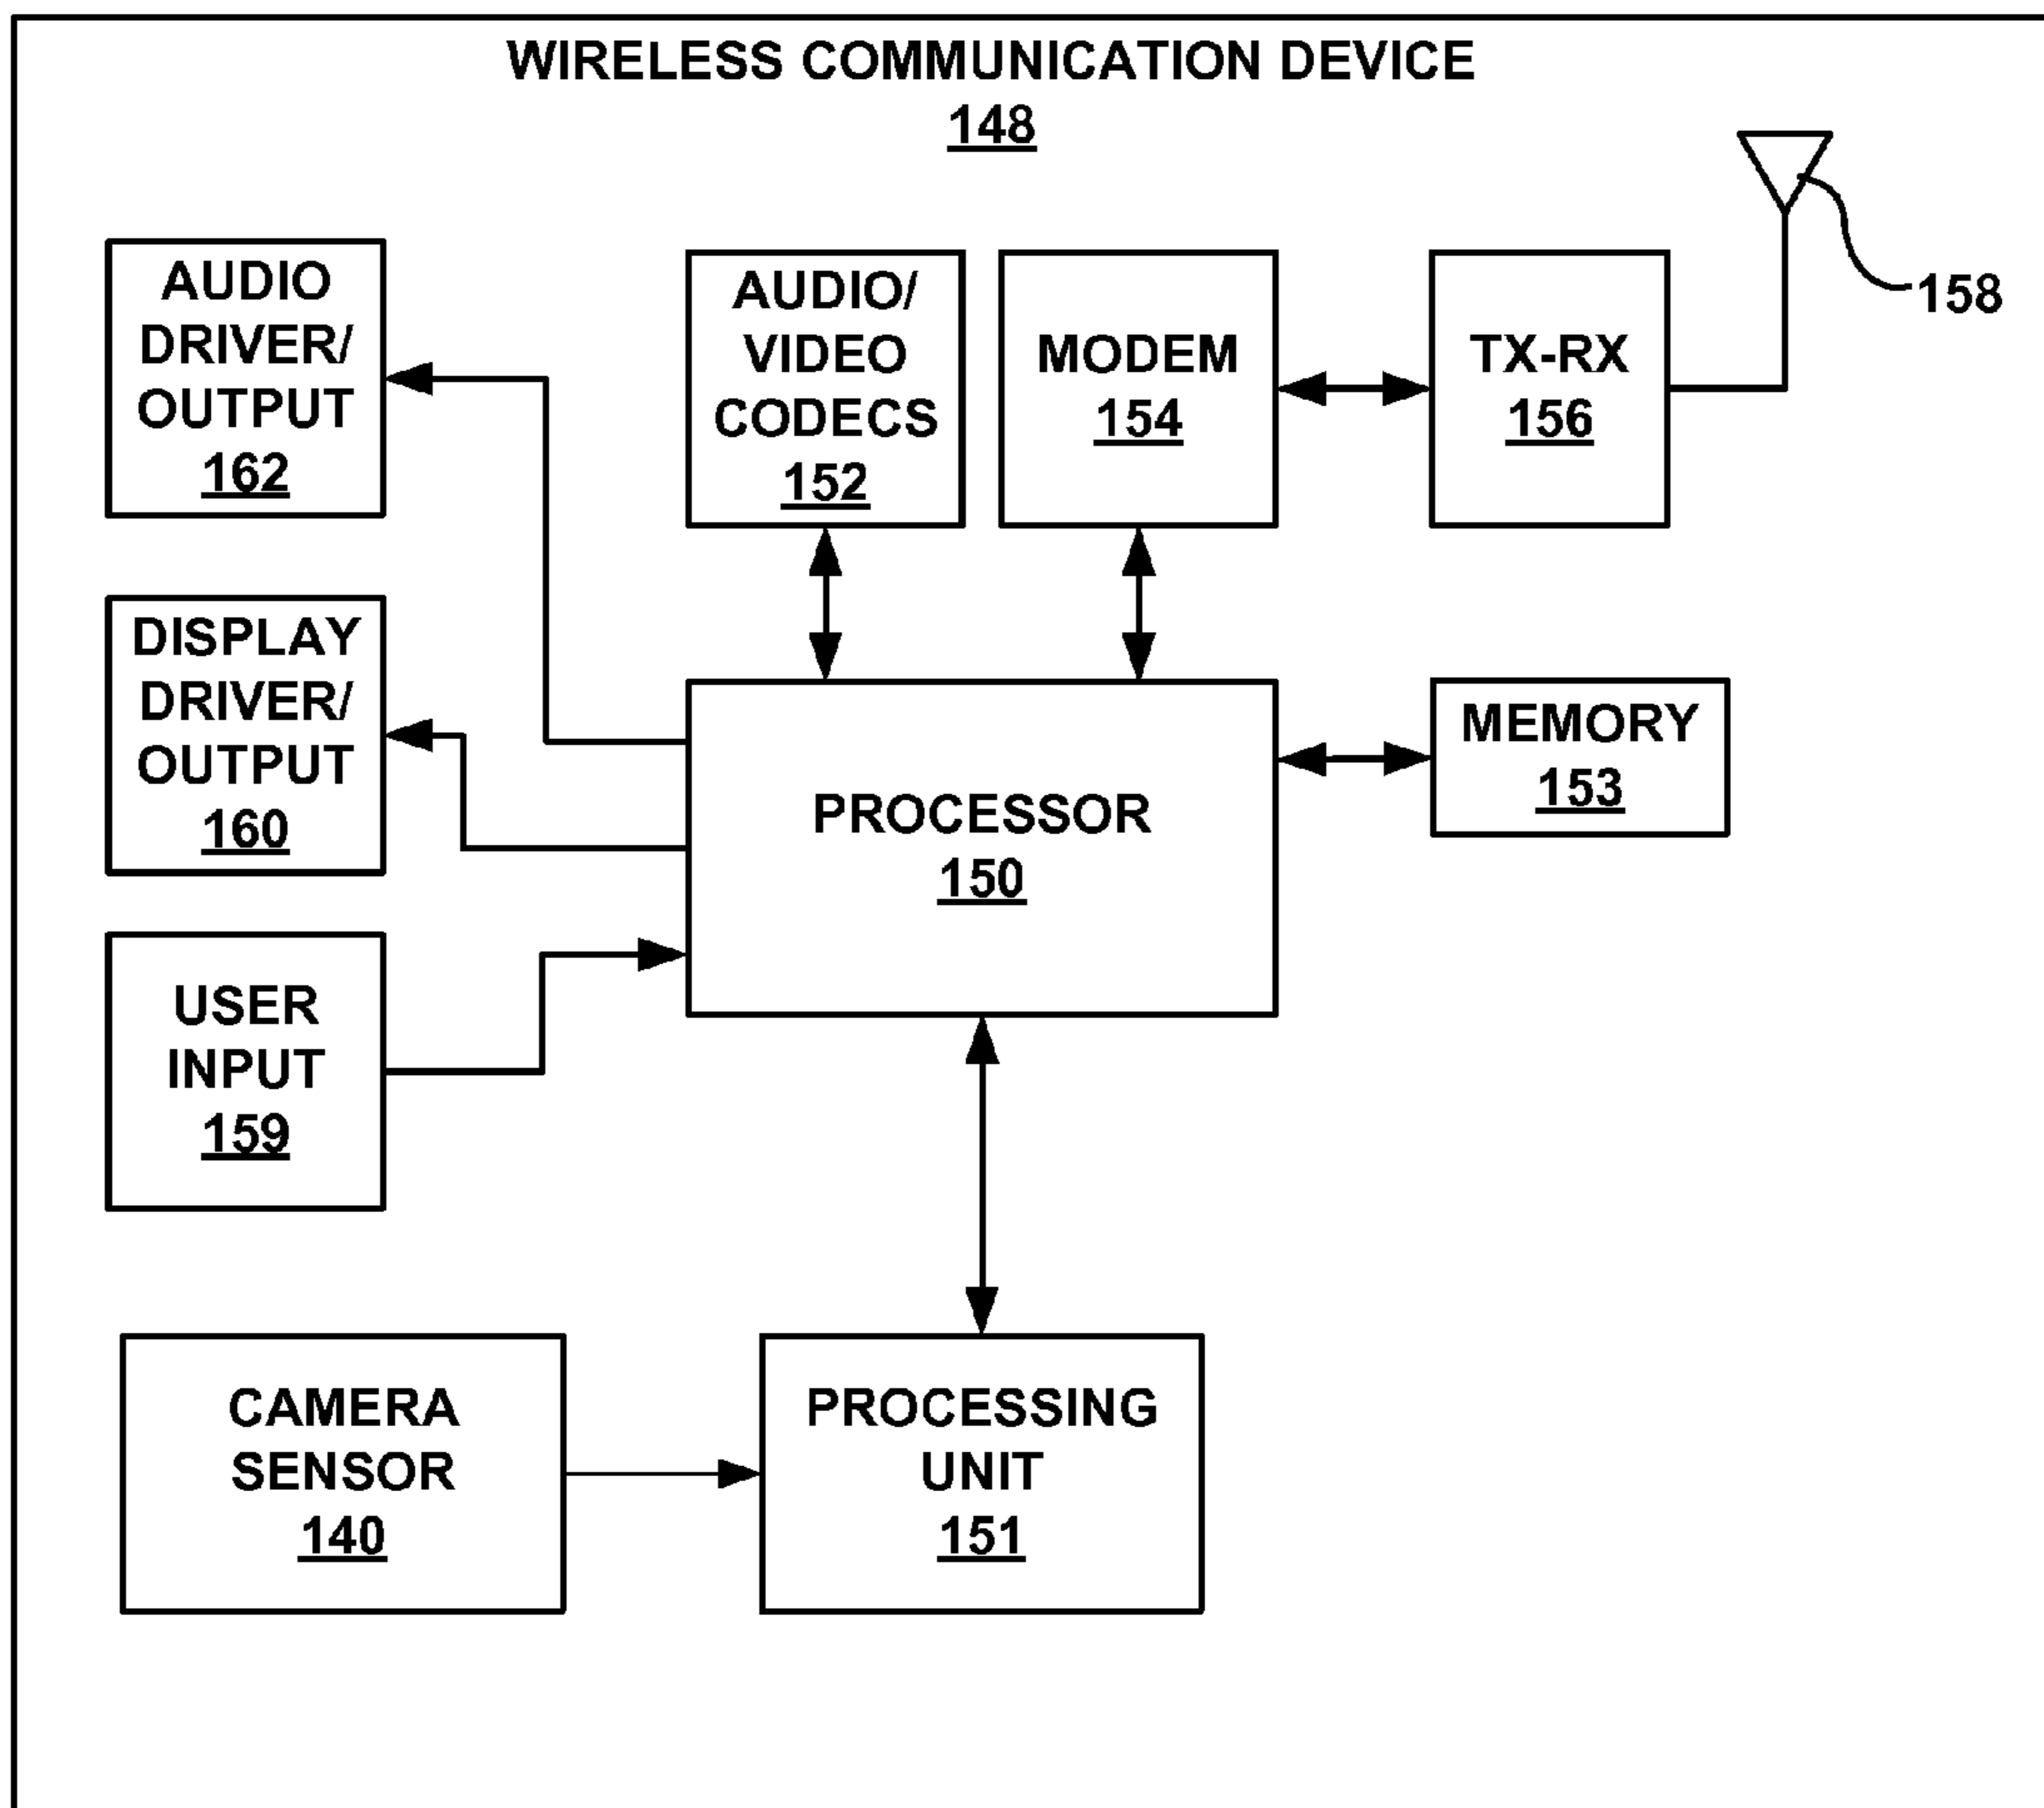 WIRELESS COMMUNICATION DEVICE
148
AUDIO
DRIVER/
OUTPUT
162
AUDIO/
VIDEO
CODECS
152
MODEM
154
TX-RX
156
158
DISPLAY
DRIVER/
OUTPUT
160
PROCESSOR
150
MEMORY
153
USER
INPUT
159
CAMERA
SENSOR
140
PROCESSING
UNIT
151